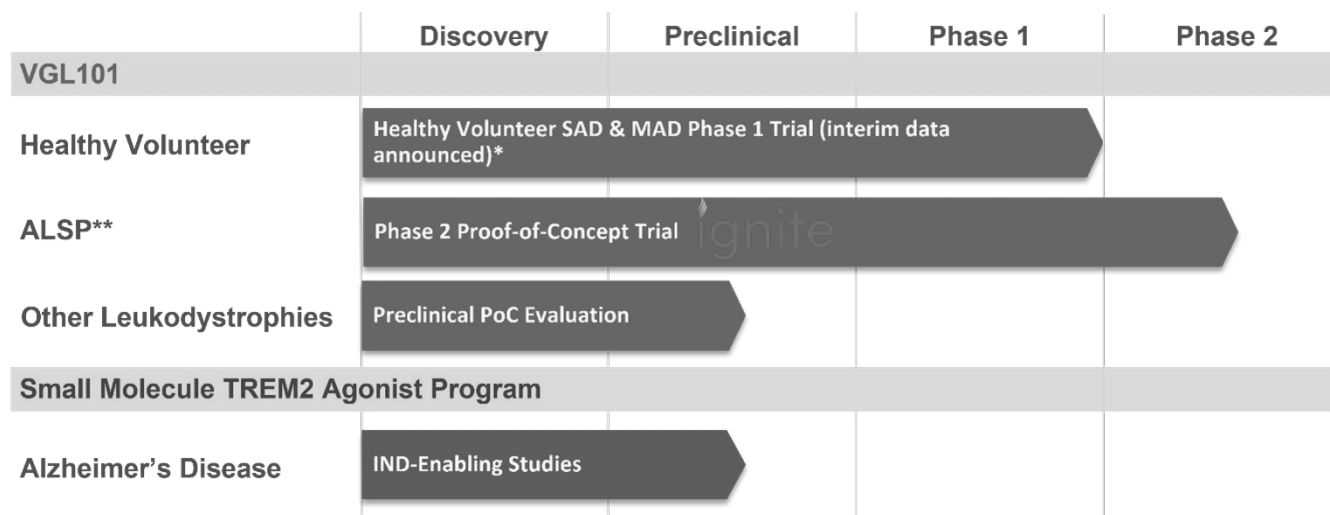 Discovery Preclinical Phase 1 Phase 2
VGL101
Healthy Volunteer
Healthy Volunteer SAD & MAD Phase 1 Trial (interim data
announced)*
ALSP**
Phase 2 Proof-of-Concept Trial ignite
Other Leukodystrophies
Preclinical PoC Evaluation
Small Molecule TREM2 Agonist Program
Alzheimer's Disease
IND-Enabling Studies